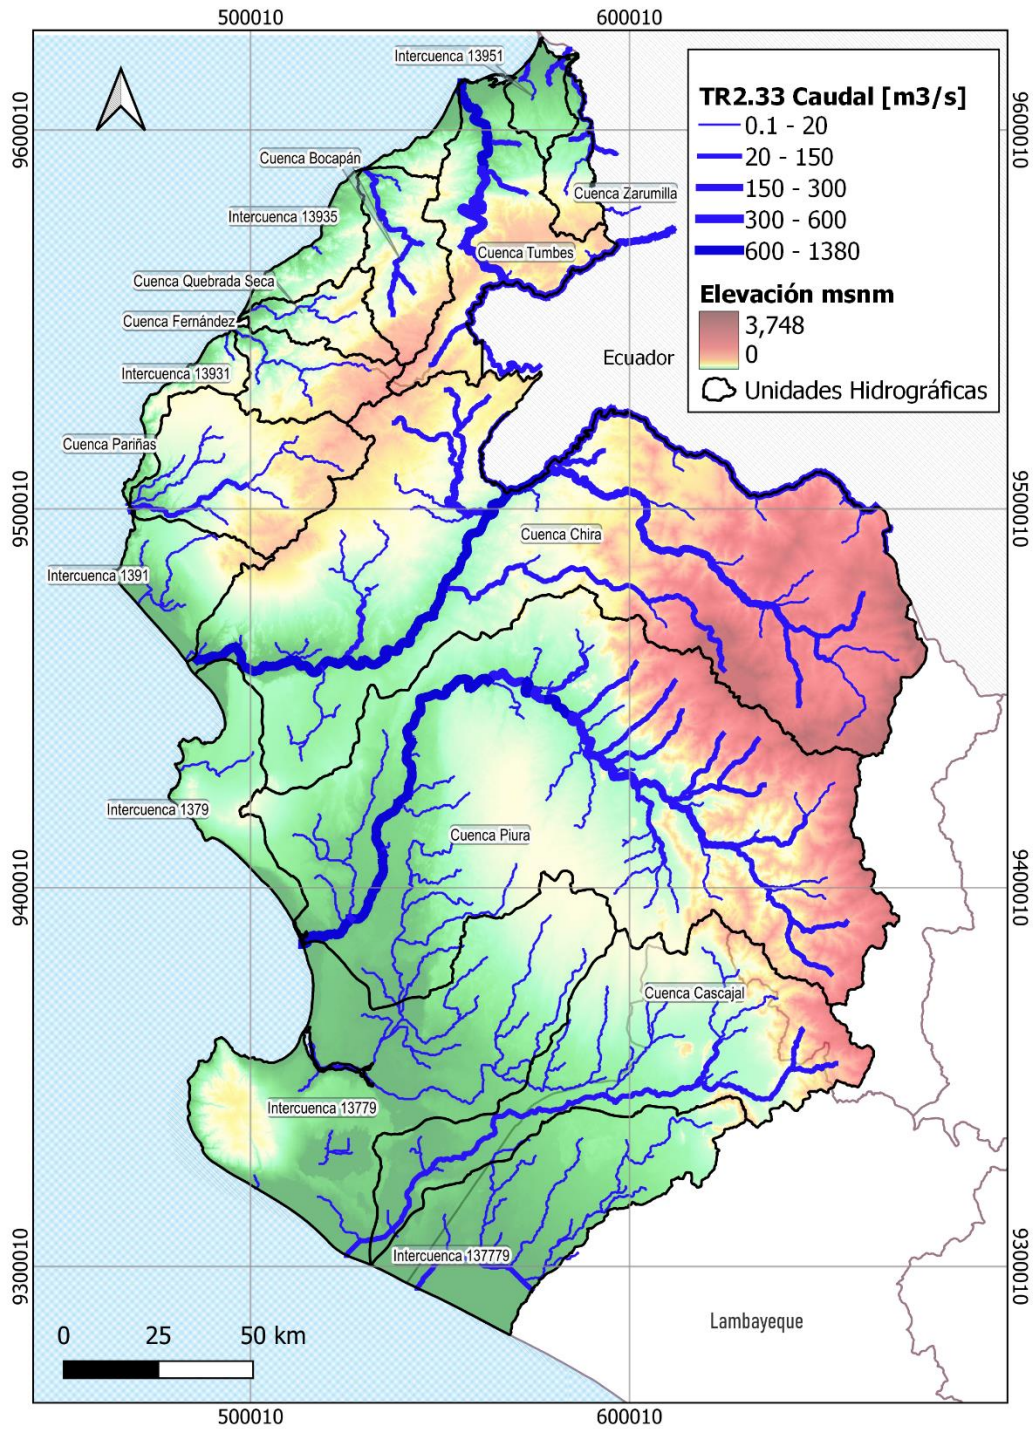 500010
600010
Intercuenca 13951
TR2.33 Caudal [m3/s]
0.1 - 20
20 - 150
150 - 300
300 - 600
600 - 1380
Elevación msnm
3,748
0
Unidades Hidrográficas
9600010
9600010
Cuenca Bocapán
Cuenca Zarumilla
Intercuenca 13935
Cuenca Tumbes
Cuenca Quebrada Seca
Cuenca Fernández
Ecuador
Intercuenca 13931
Cuenca Pariñas
9500010
9500010
Cuenca Chira
Intercuenca 1391
Intercuenca 1379
Cuenca Piura
9400010
9400010
Cuenca Cascajal
Intercuenca 13779
Intercuenca 137779
9300010
9300010
Lambayeque
0 25 50 km
500010
600010